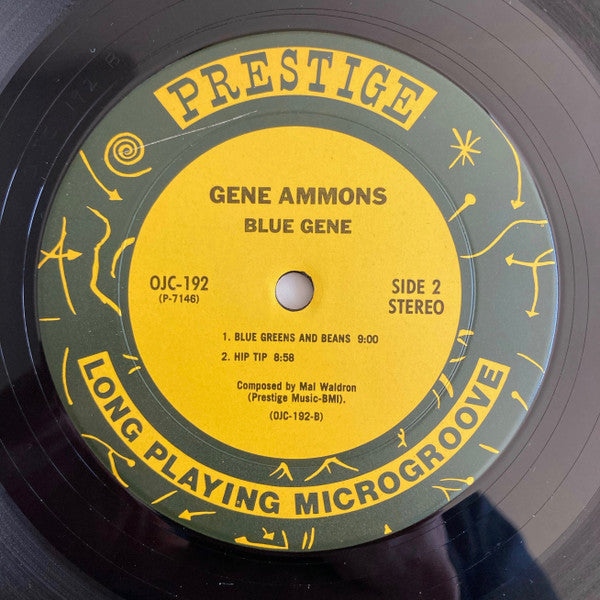 PRESTIGE
GENE AMMONS
BLUE GENE
OJC-192
(P-7146)
SIDE 2
STEREO
1. BLUE GREENS AND BEANS 9:00
2. HIP TIP 8:58
Composed by Mal Waldron
(Prestige Music-BMI).
(OJC-192-B)
LONG PLAYING MICROGROOVE